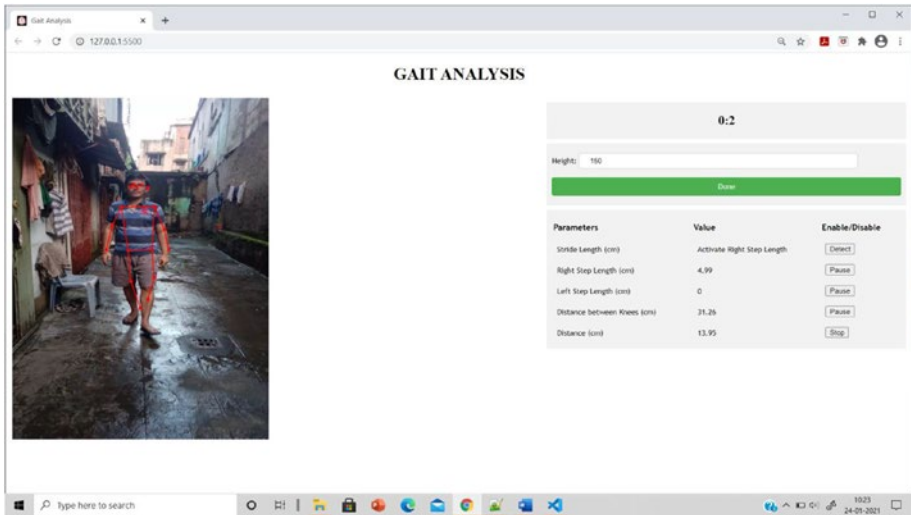 Gait Analysis
127.0.0.1:5500
GAIT ANALYSIS
0:2
Height: 160
Done
Parameters Value Enable/Disable
Stride Length (cm) Activate Right Step Length Detect
Right Step Length (cm) 4.99 Pause
Left Step Length (cm) 0 Pause
Distance between Knees (cm) 31.26 Pause
Distance (cm) 13.95 Stop
Type here to search
10:23
24-01-2021